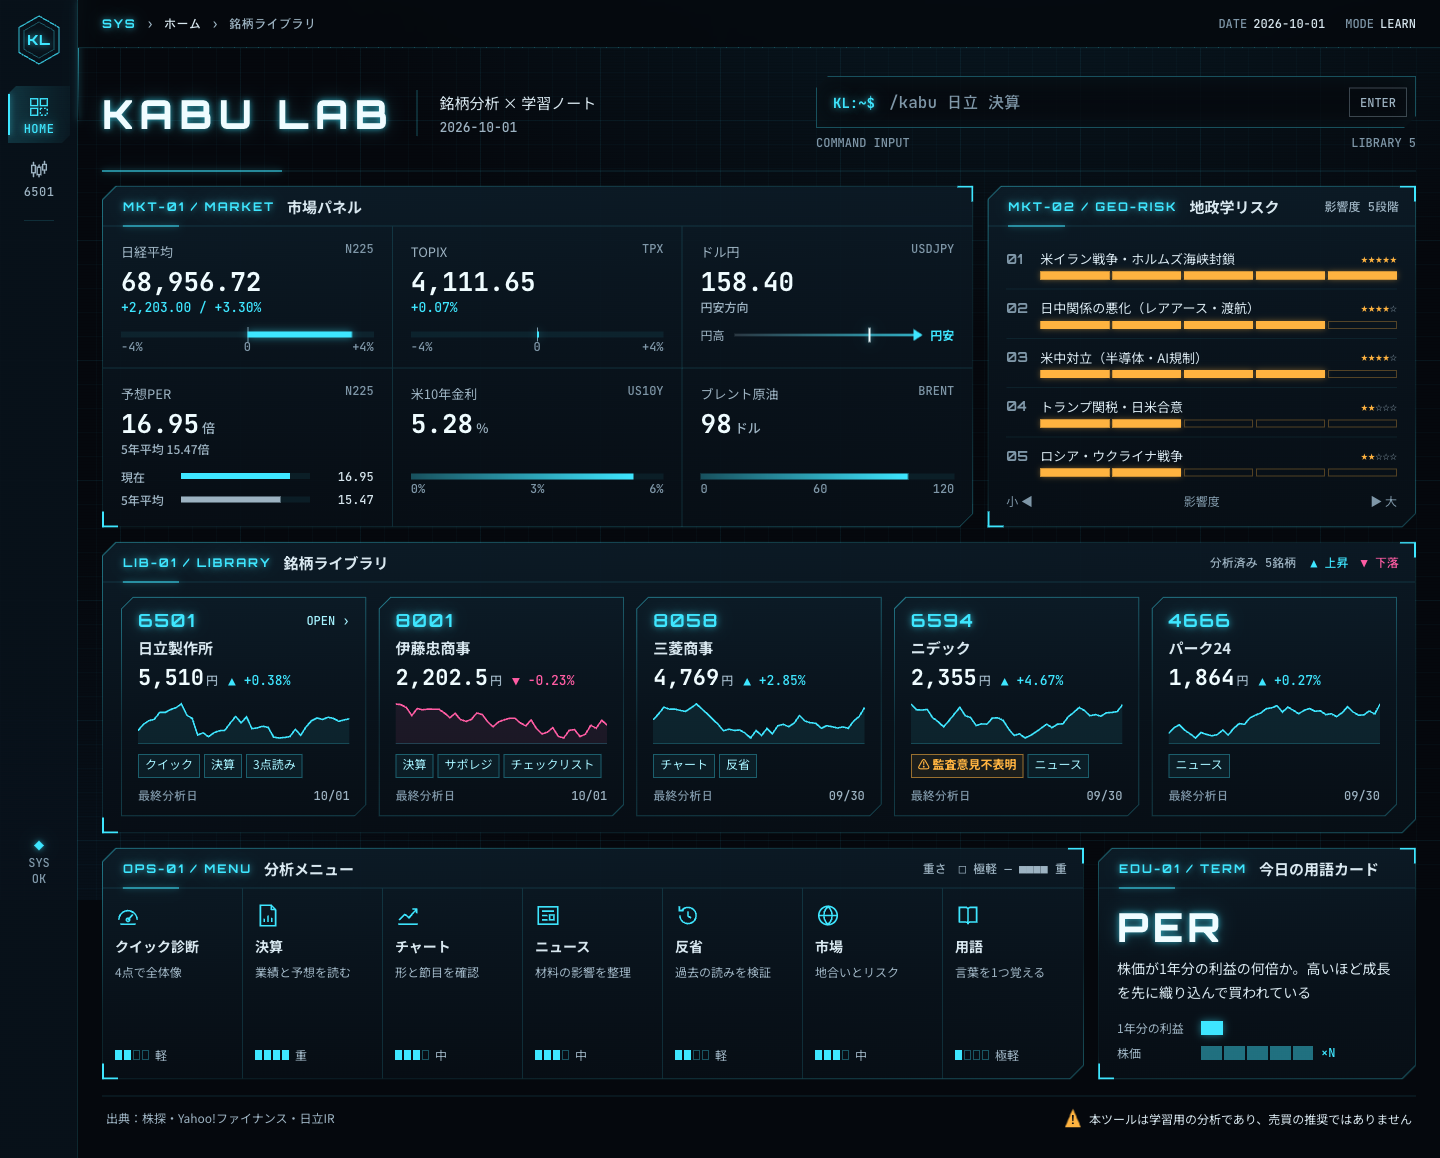 KL
HOME
6501
SYS
OK
SYS › ホーム › 銘柄ライブラリ
DATE 2026-10-01 MODE LEARN
KABU LAB
銘柄分析 × 学習ノート
2026-10-01
KL:~$ /kabu 日立 決算
ENTER
COMMAND INPUT
LIBRARY 5
MKT-01 / MARKET 市場パネル
日経平均 N225
68,956.72
+2,203.00 / +3.30%
-4% 0 +4%
TOPIX TPX
4,111.65
+0.07%
-4% 0 +4%
ドル円 USDJPY
158.40
円安方向
円高 円安
予想PER N225
16.95 倍
5年平均 15.47倍
現在 16.95
5年平均 15.47
米10年金利 US10Y
5.28 %
0% 3% 6%
ブレント原油 BRENT
98 ドル
0 60 120
MKT-02 / GEO-RISK 地政学リスク 影響度 5段階
01 米イラン戦争・ホルムズ海峡封鎖 ★★★★★
02 日中関係の悪化（レアアース・渡航） ★★★★☆
03 米中対立（半導体・AI規制） ★★★★☆
04 トランプ関税・日米合意 ★★☆☆☆
05 ロシア・ウクライナ戦争 ★★☆☆☆
小 ◀ 影響度 ▶ 大
LIB-01 / LIBRARY 銘柄ライブラリ
分析済み 5銘柄 ▲ 上昇 ▼ 下落
6501 OPEN ›
日立製作所
5,510 円 ▲ +0.38%
クイック 決算 3点読み
最終分析日 10/01
8001
伊藤忠商事
2,202.5 円 ▼ -0.23%
決算 サボレジ チェックリスト
最終分析日 10/01
8058
三菱商事
4,769 円 ▲ +2.85%
チャート 反省
最終分析日 09/30
6594
ニデック
2,355 円 ▲ +4.67%
⚠ 監査意見不表明 ニュース
最終分析日 09/30
4666
パーク24
1,864 円 ▲ +0.27%
ニュース
最終分析日 09/30
OPS-01 / MENU 分析メニュー
重さ □ 極軽 — ■■■■ 重
クイック診断
4点で全体像
軽
決算
業績と予想を読む
重
チャート
形と節目を確認
中
ニュース
材料の影響を整理
中
反省
過去の読みを検証
軽
市場
地合いとリスク
中
用語
言葉を1つ覚える
極軽
EDU-01 / TERM 今日の用語カード
PER
株価が1年分の利益の何倍か。高いほど成長
を先に織り込んで買われている
1年分の利益
株価 ×N
出典：株探・Yahoo!ファイナンス・日立IR
本ツールは学習用の分析であり、売買の推奨ではありません